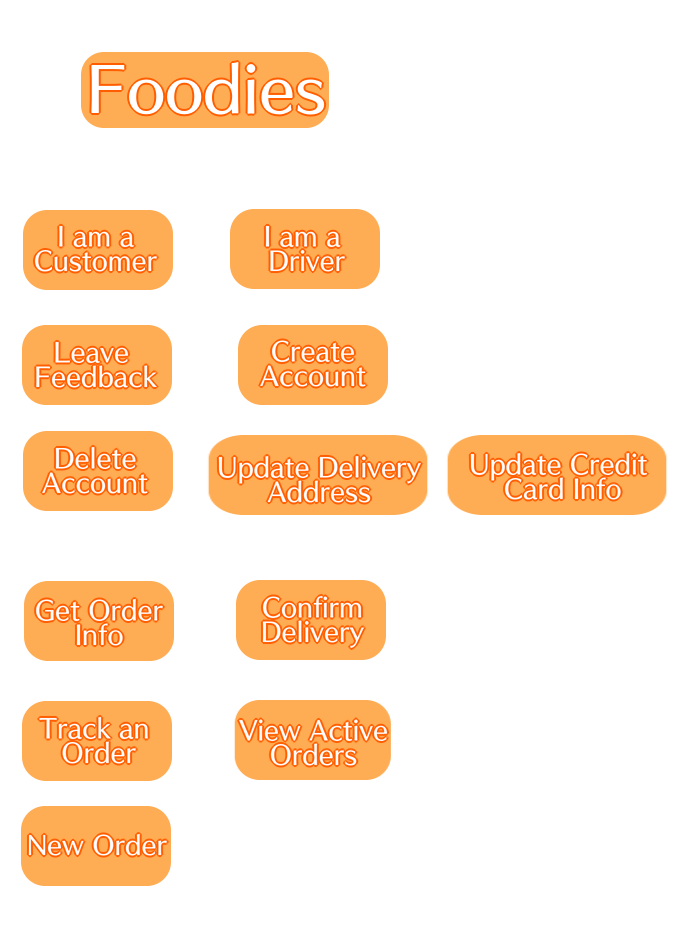 Foodies
I am a
Customer
I am a
Driver
Leave
Feedback
Create
Account
Delete
Account
Update Delivery
Address
Update Credit
Card Info
Get Order
Info
Confirm
Delivery
Track an
Order
View Active
Orders
New Order